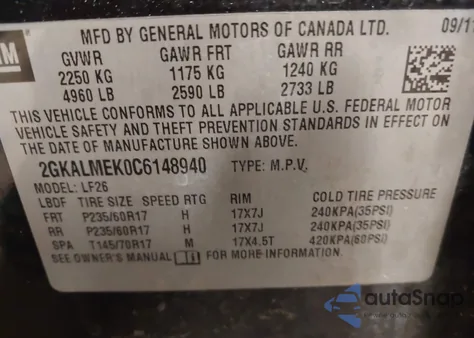 GM
MFD BY GENERAL MOTORS OF CANADA LTD. 09/11
GVWR GAWR FRT GAWR RR
2250 KG 1175 KG 1240 KG
4960 LB 2590 LB 2733 LB
THIS VEHICLE CONFORMS TO ALL APPLICABLE U.S. FEDERAL MOTOR
VEHICLE SAFETY AND THEFT PREVENTION STANDARDS IN EFFECT ON
THE DATE OF MANUFACTURE SHOWN ABOVE.
2GKALMEK0C6148940 TYPE: M.P.V.
MODEL: LF26
LBDF TIRE SIZE SPEED RTG RIM COLD TIRE PRESSURE
FRT P235/60R17 H 17X7J 240KPA(35PSI)
RR P235/60R17 H 17X7J 240KPA(35PSI)
SPA T145/70R17 M 17X4.5T 420KPA(60PSI)
SEE OWNER'S MANUAL FOR MORE INFORMATION.
autaSnap